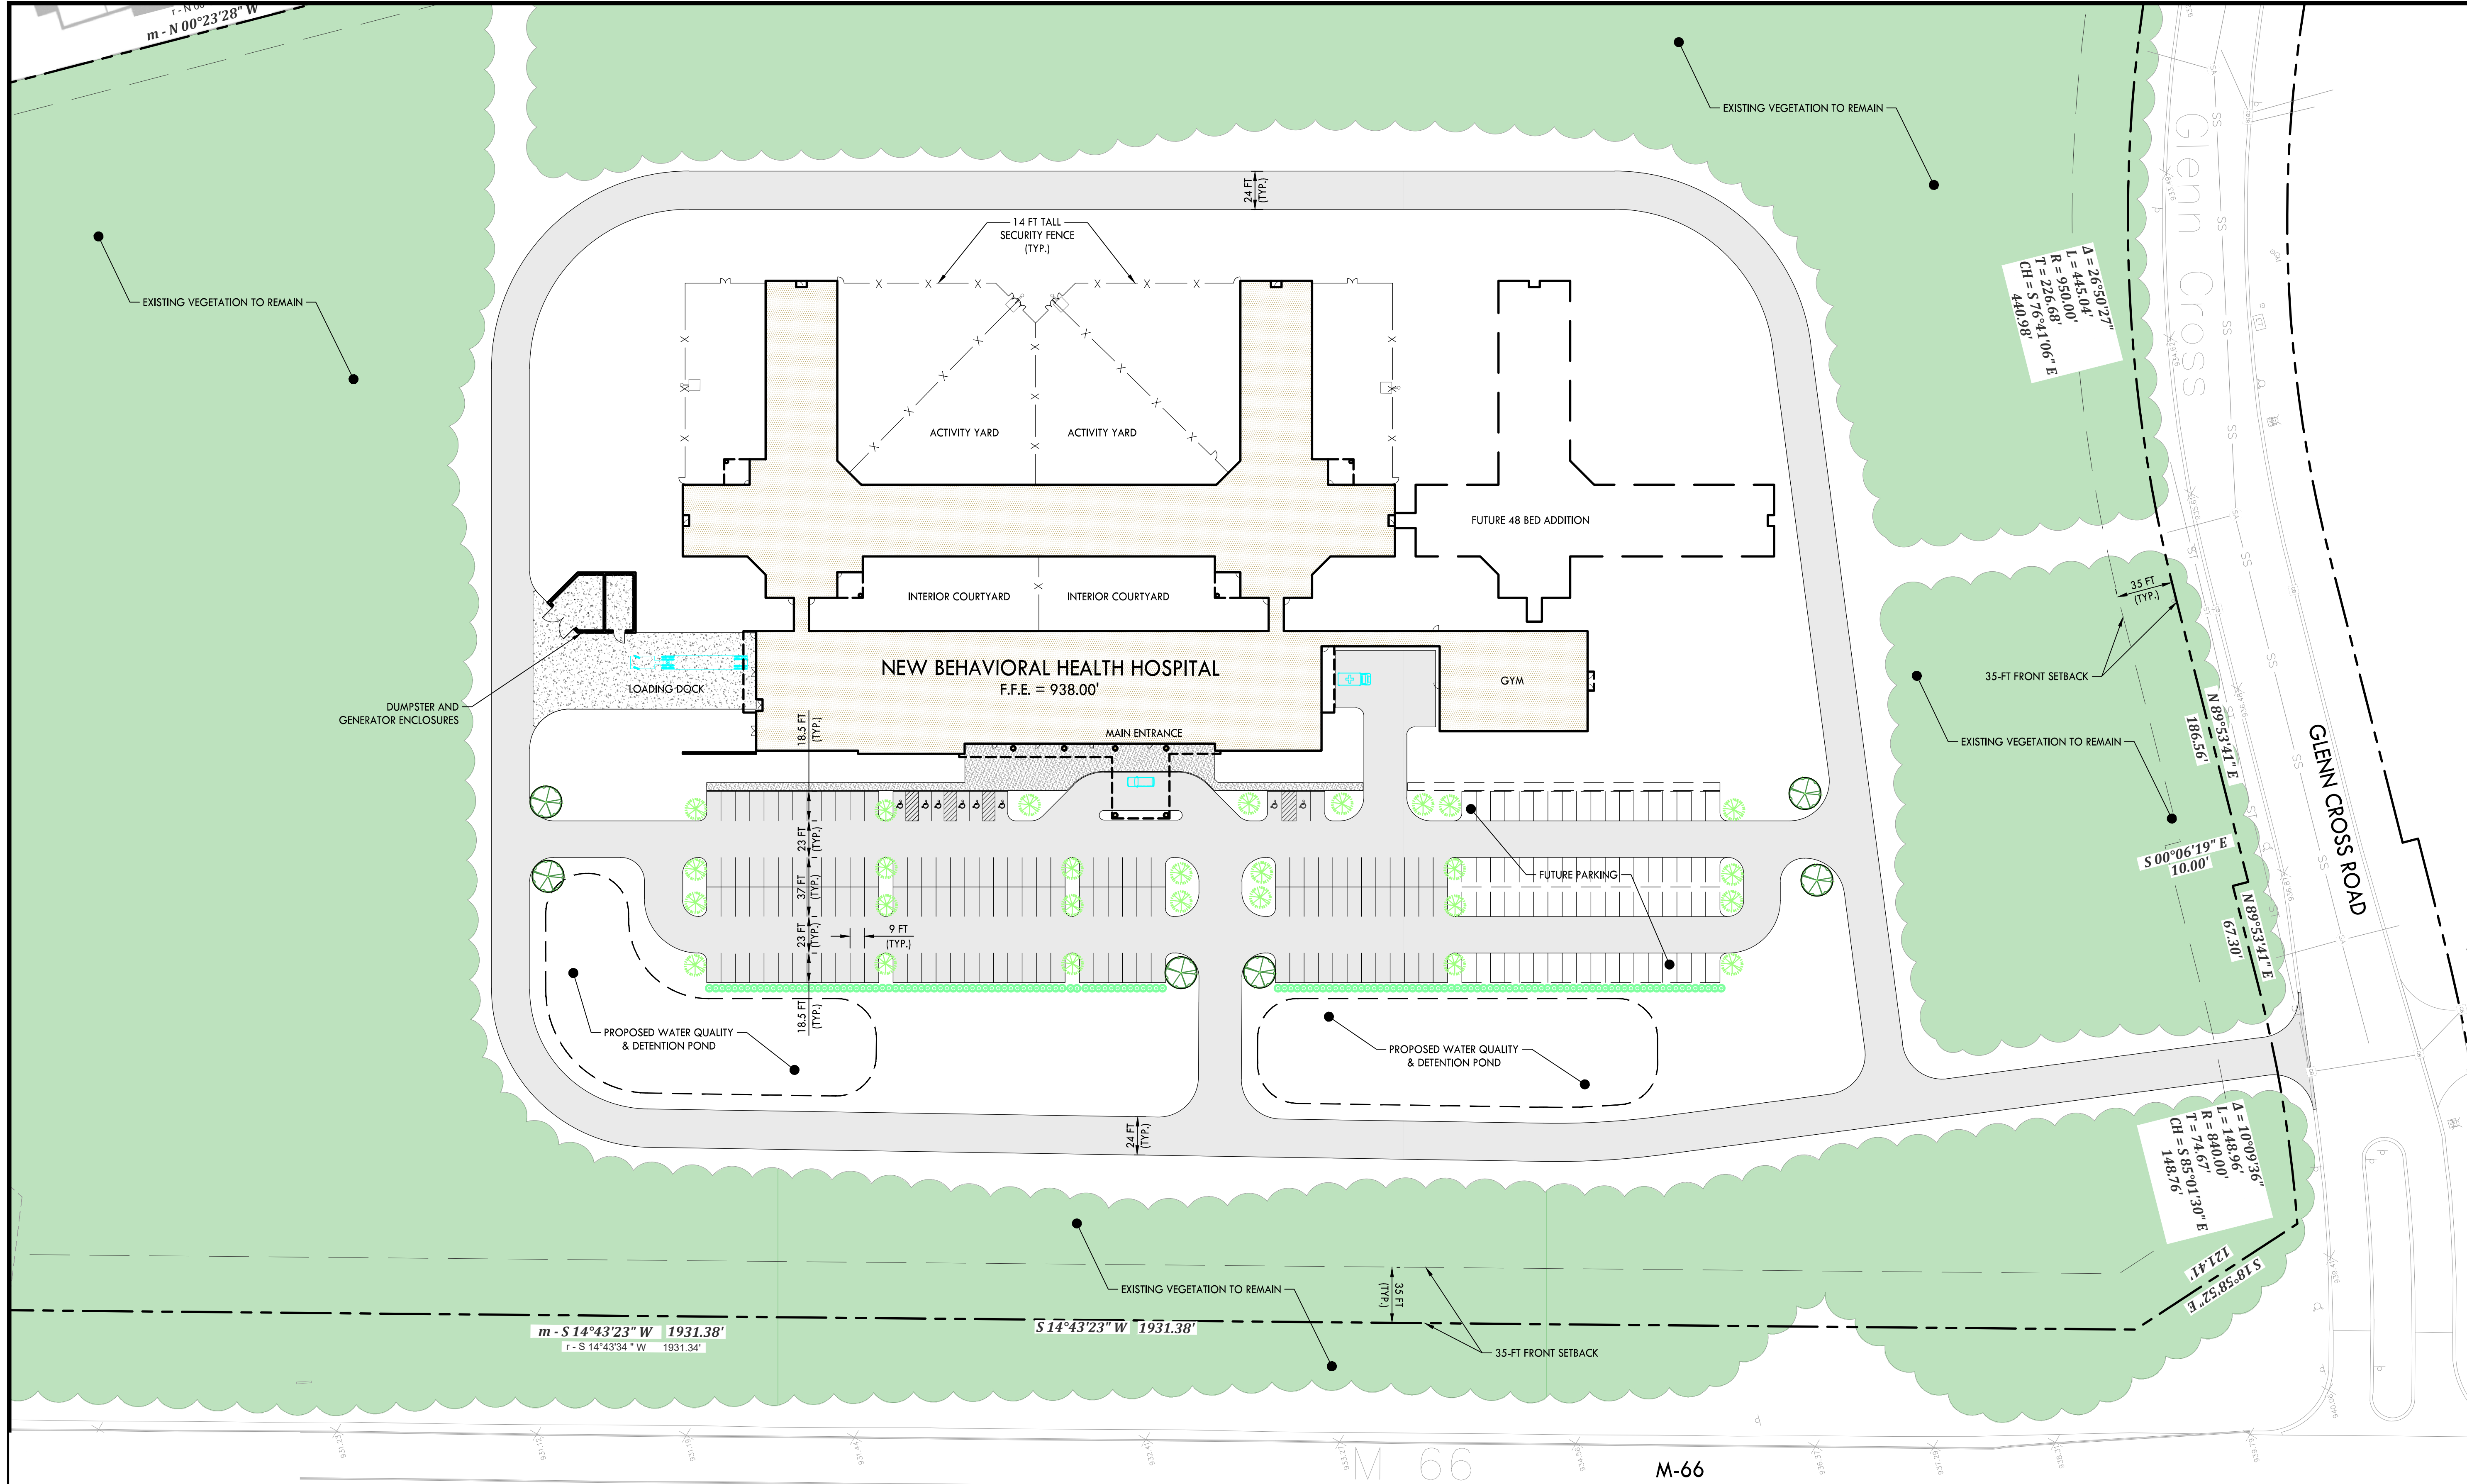 m - N 00°23'28" W
EXISTING VEGETATION TO REMAIN
24 FT
(TYP.)
14 FT TALL
SECURITY FENCE
(TYP.)
Δ = 26°50'27"
L = 445.04'
R = 950.00'
T = 226.68'
CH = S 76°41'06" E
440.98'
Glenn Cross
EXISTING VEGETATION TO REMAIN
ACTIVITY YARD
ACTIVITY YARD
FUTURE 48 BED ADDITION
INTERIOR COURTYARD
INTERIOR COURTYARD
35 FT
(TYP.)
35-FT FRONT SETBACK
NEW BEHAVIORAL HEALTH HOSPITAL
F.F.E. = 938.00'
GYM
LOADING DOCK
DUMPSTER AND
GENERATOR ENCLOSURES
MAIN ENTRANCE
N 89°53'41" E
186.56'
EXISTING VEGETATION TO REMAIN
GLENN CROSS ROAD
18.5 FT
(TYP.)
23 FT
(TYP.)
37 FT
(TYP.)
23 FT
(TYP.)
9 FT
(TYP.)
18.5 FT
(TYP.)
FUTURE PARKING
S 00°06'19" E
10.00'
N 89°53'41" E
67.30'
PROPOSED WATER QUALITY
& DETENTION POND
PROPOSED WATER QUALITY
& DETENTION POND
24 FT
(TYP.)
Δ = 10°09'36"
L = 148.96'
R = 840.00'
T = 74.67'
CH = S 85°01'30" E
148.76'
S 18°58'52" E
121.41'
EXISTING VEGETATION TO REMAIN
35 FT
(TYP.)
35-FT FRONT SETBACK
m - S 14°43'23" W 1931.38'
r - S 14°43'34 " W 1931.34'
S 14°43'23" W 1931.38'
M 66
M-66